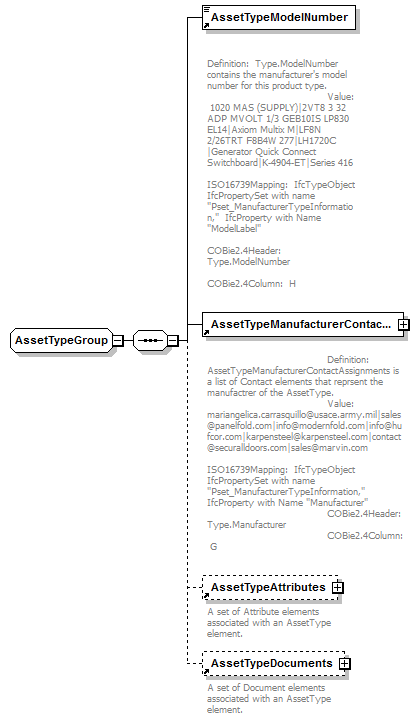 AssetTypeModelNumber
Definition:  Type.ModelNumber
contains the manufacturer's model
number for this product type.
Value:
1020 MAS (SUPPLY)|2VT8 3 32
ADP MVOLT 1/3 GEB10IS LP830
EL14|Axiom Multix M|LF8N
2/26TRT F8B4W 277|LH1720C
|Generator Quick Connect
Switchboard|K-4904-ET|Series 416
ISO16739Mapping:  IfcTypeObject
IfcPropertySet with name
"Pset_ManufacturerTypeInformatio
n,"  IfcProperty with Name
"ModelLabel"
COBie2.4Header:
Type.ModelNumber
COBie2.4Column:  H
AssetTypeGroup
AssetTypeManufacturerContac...
Definition:
AssetTypeManufacturerContactAssignments is
a list of Contact elements that reprsent the
manufactrer of the AssetType.
Value:
mariangelica.carrasquillo@usace.army.mil|sales
@panelfold.com|info@modernfold.com|info@hu
fcor.com|karpensteel@karpensteel.com|contact
@securalldoors.com|sales@marvin.com
ISO16739Mapping:  IfcTypeObject
IfcPropertySet with name
"Pset_ManufacturerTypeInformation,"
IfcProperty with Name "Manufacturer"
COBie2.4Header:
Type.Manufacturer
COBie2.4Column:
G
AssetTypeAttributes
A set of Attribute elements
associated with an AssetType
element.
AssetTypeDocuments
A set of Document elements
associated with an AssetType
element.